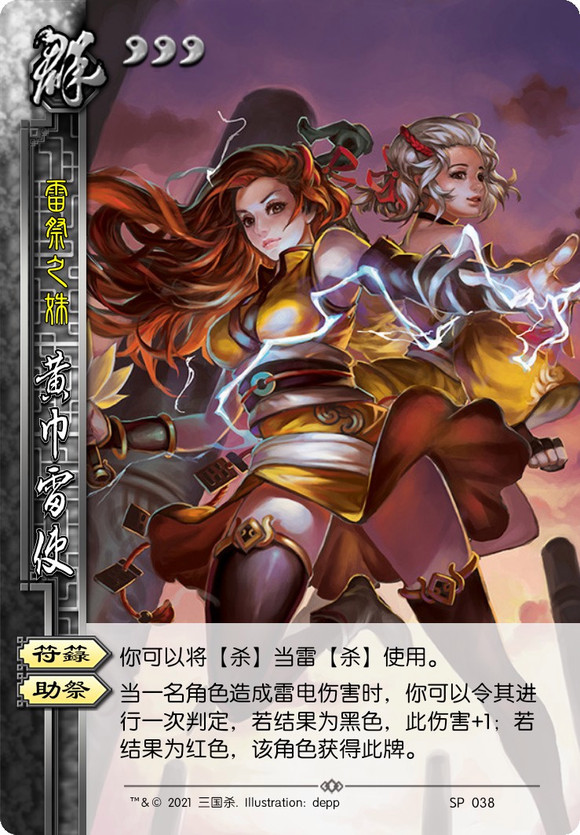 群
雷祭之姝
黄巾雷使
符籙
你可以将【杀】当雷【杀】使用。
助祭
当一名角色造成雷电伤害时，你可以令其进
行一次判定，若结果为黑色，此伤害+1；若
结果为红色，该角色获得此牌。
™&© 2021 三国杀. Illustration: depp
SP 038